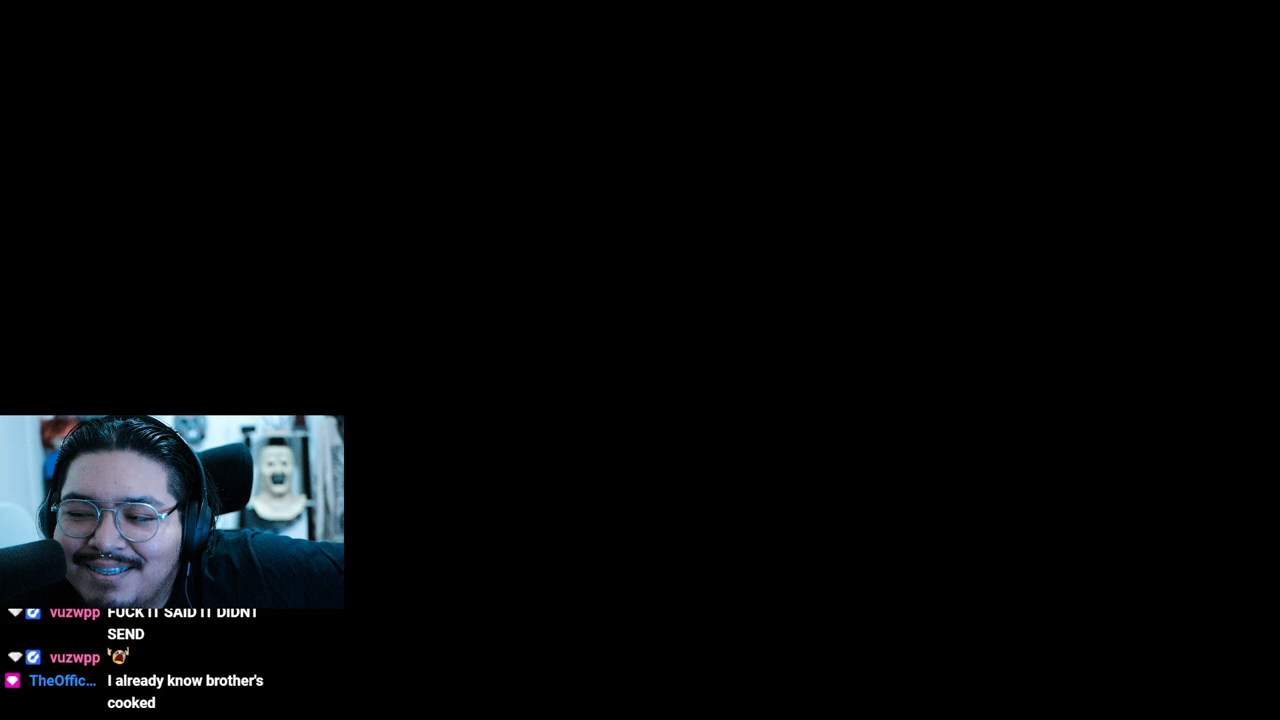 vuzwpp FUCK IT SAID IT DIDNT
SEND
vuzwpp
TheOffic... I already know brother's
cooked